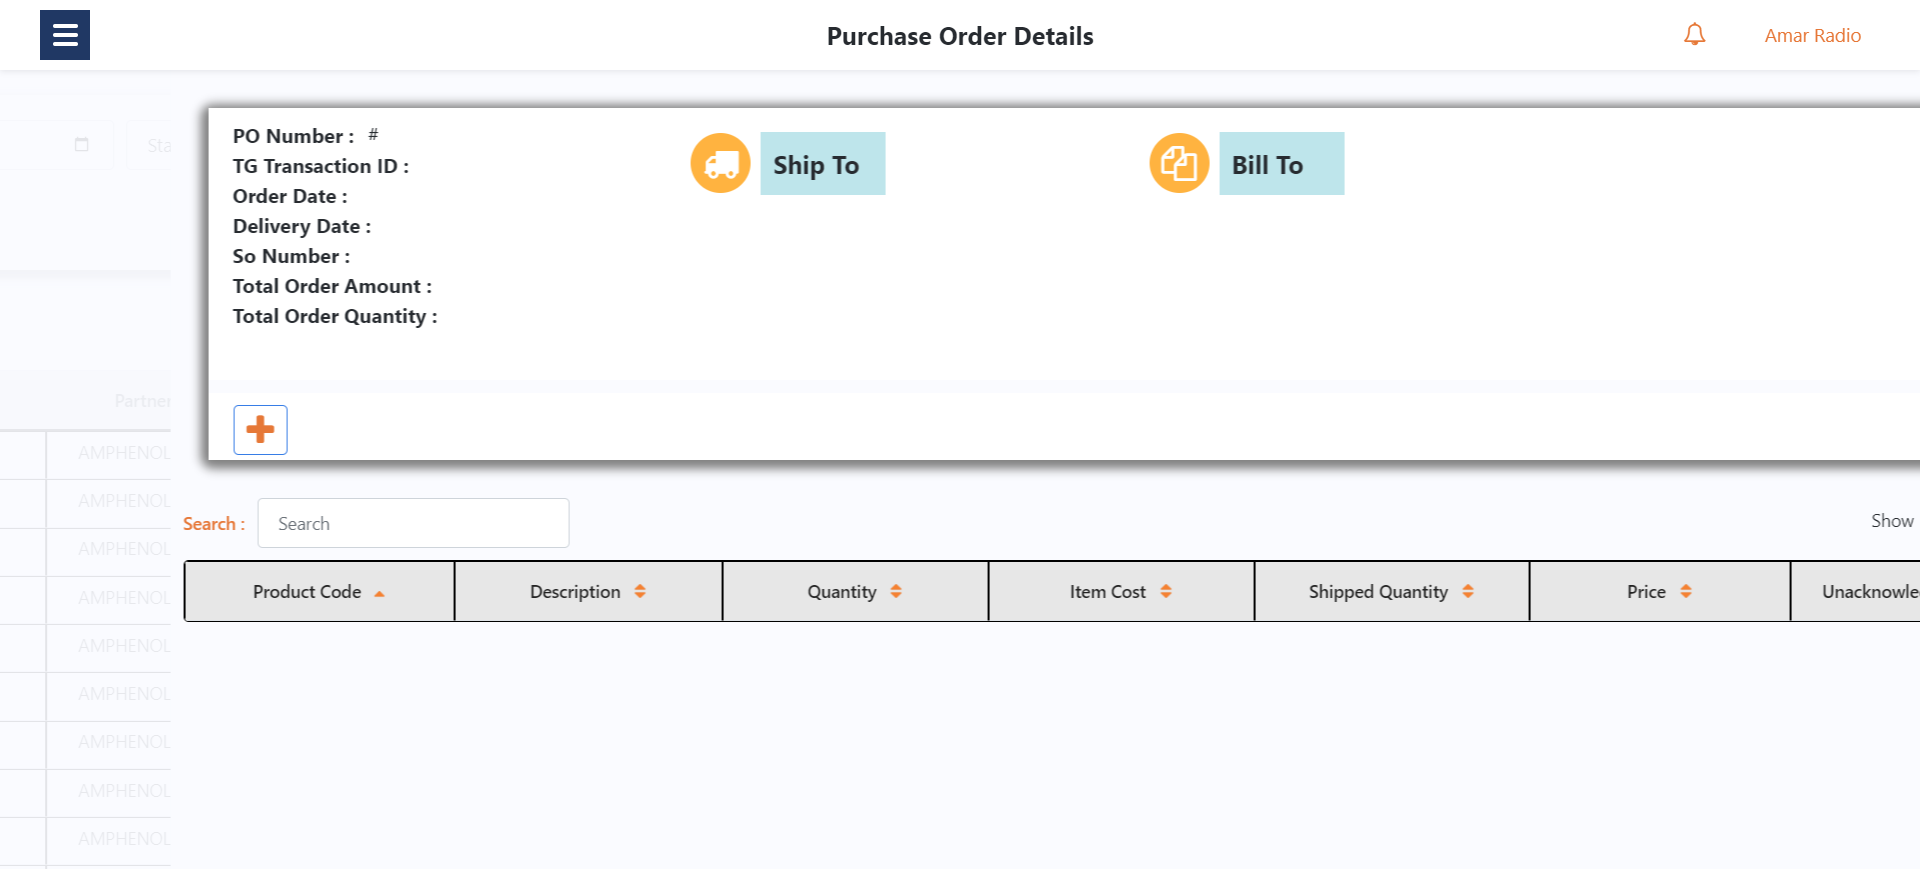 Purchase Order Details
Amar Radio
Sta
PO Number : #
TG Transaction ID :
Order Date :
Delivery Date :
So Number :
Total Order Amount :
Total Order Quantity :
Ship To
Bill To
Partner
AMPHENOL
AMPHENOL
AMPHENOL
AMPHENOL
AMPHENOL
AMPHENOL
AMPHENOL
AMPHENOL
AMPHENOL
Search :
Search
Show
Product Code
Description
Quantity
Item Cost
Shipped Quantity
Price
Unacknowle